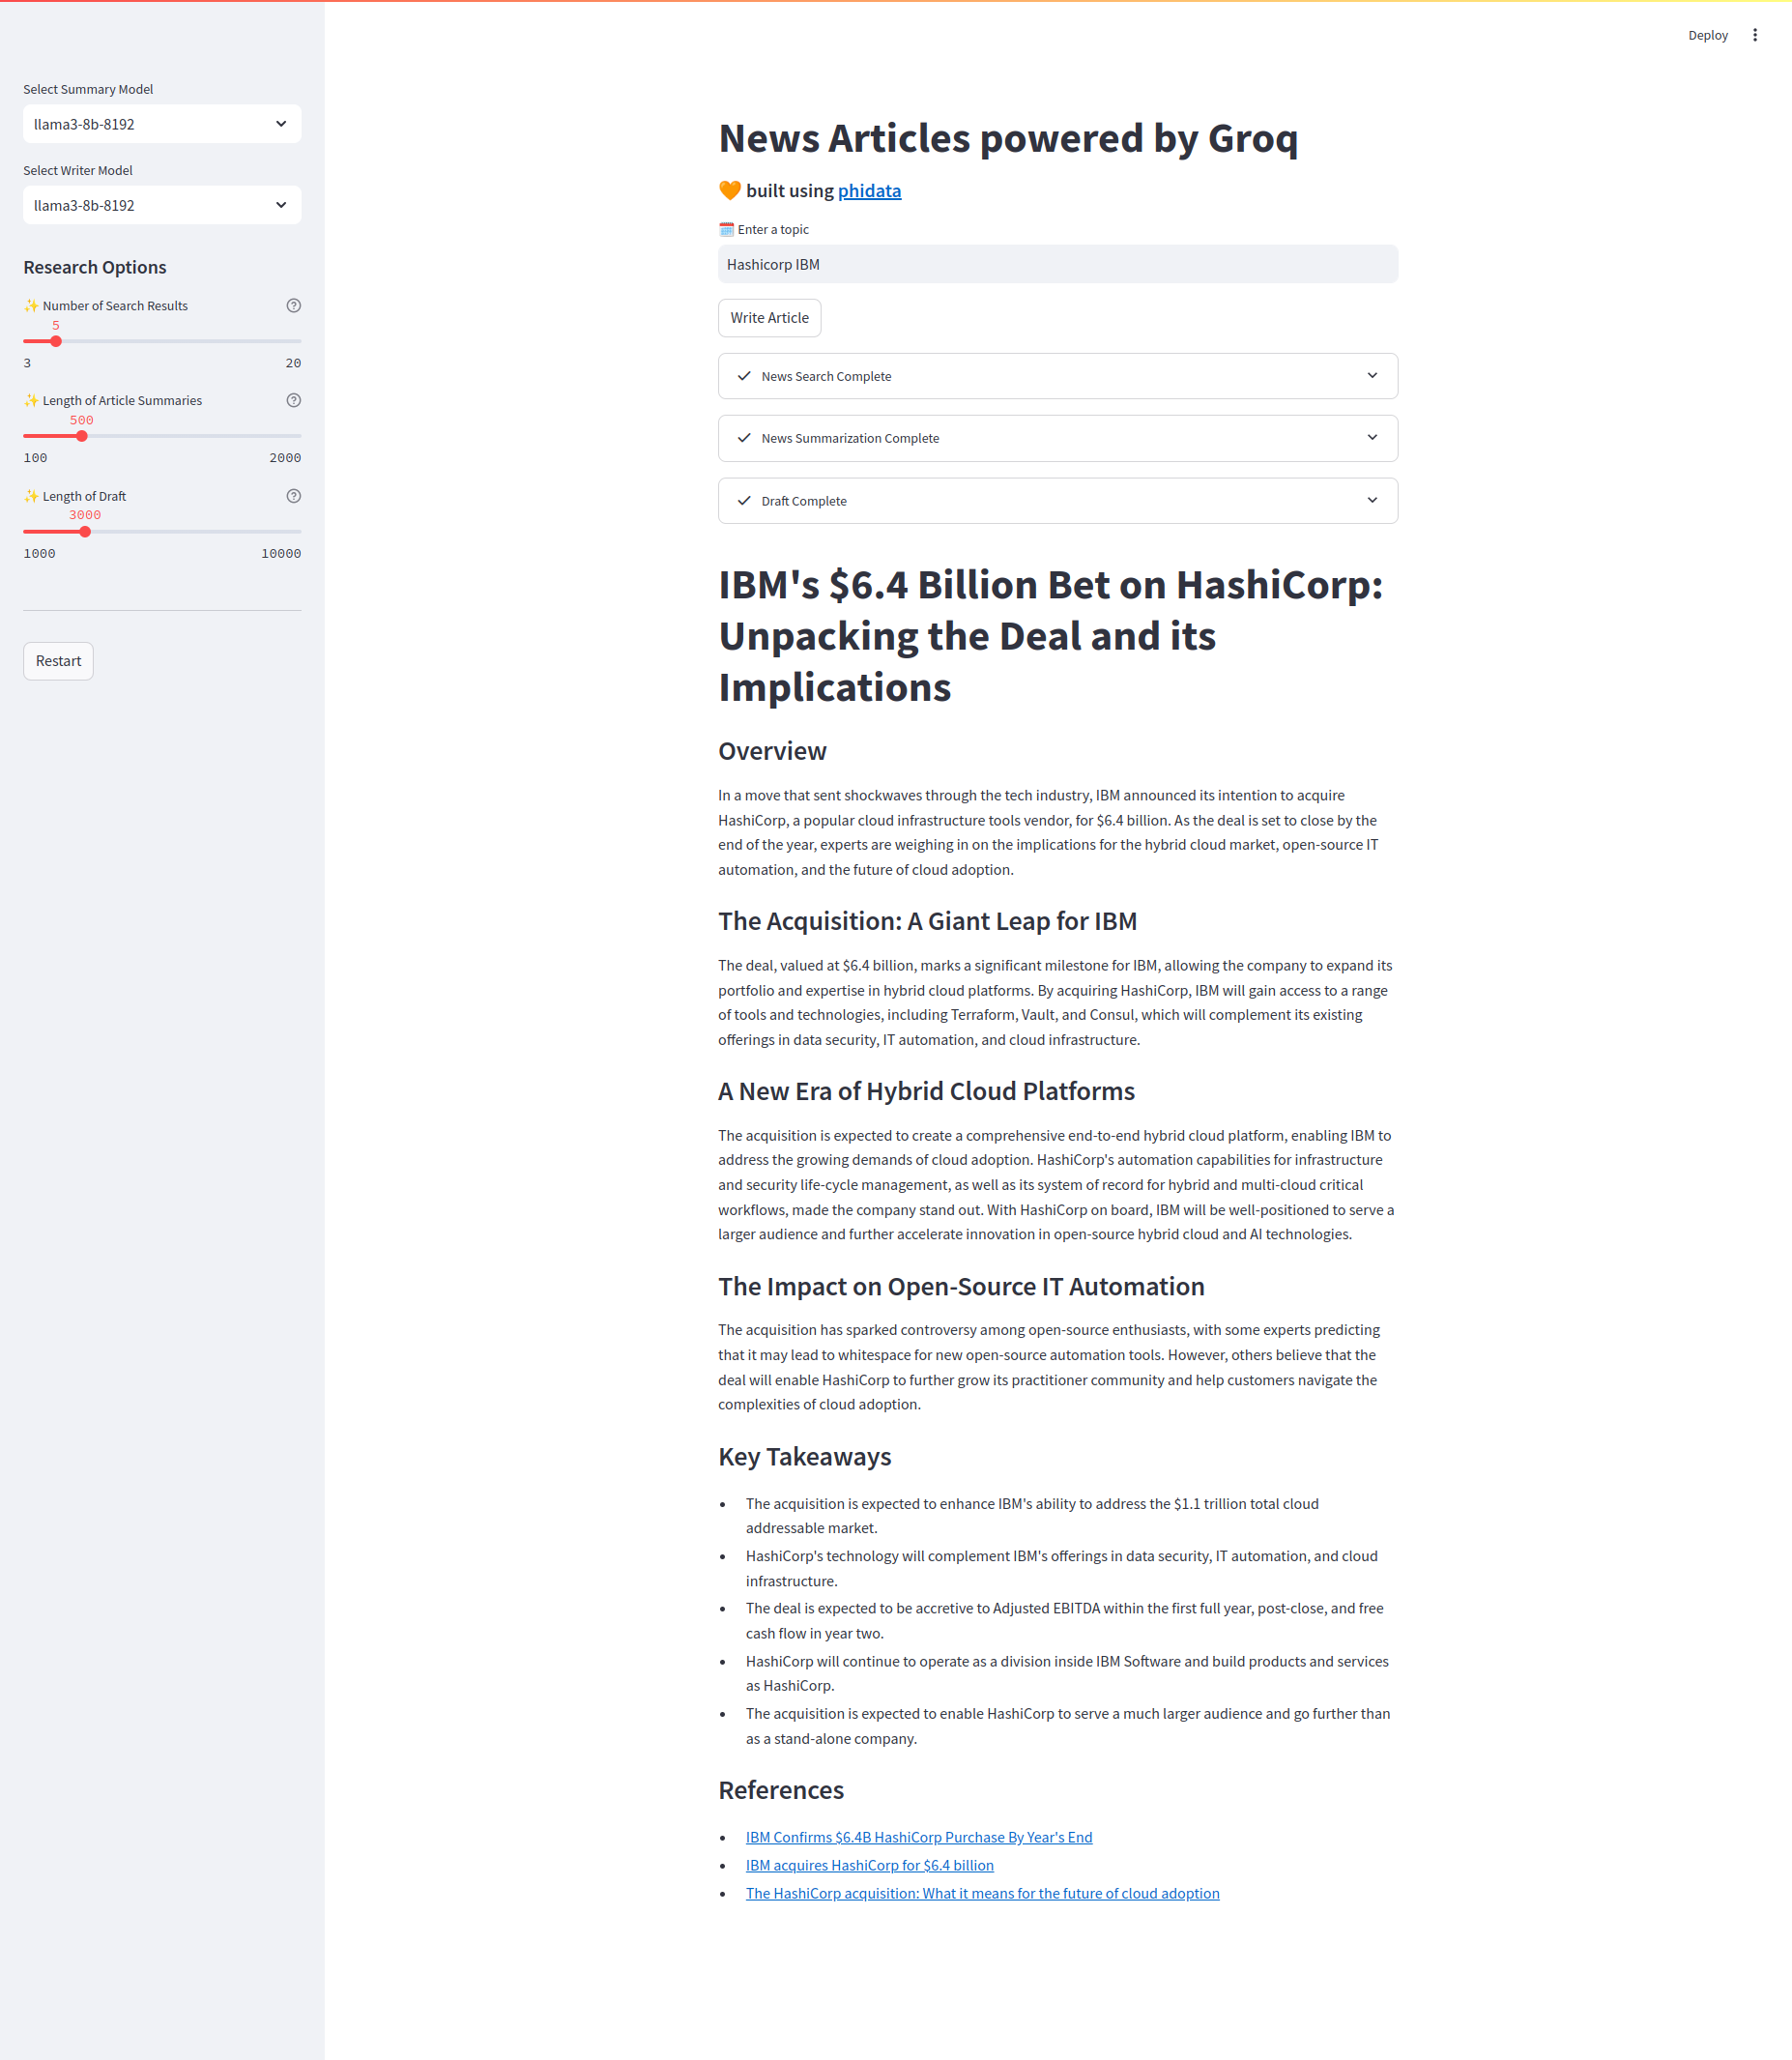 Deploy
Select Summary Model
llama3-8b-8192
Select Writer Model
llama3-8b-8192
Research Options
✨ Number of Search Results
5
3 20
✨ Length of Article Summaries
500
100 2000
✨ Length of Draft
3000
1000 10000
Restart
News Articles powered by Groq
🧡 built using phidata
🗓️ Enter a topic
Hashicorp IBM
Write Article
News Search Complete
News Summarization Complete
Draft Complete
IBM's $6.4 Billion Bet on HashiCorp:
Unpacking the Deal and its
Implications
Overview
In a move that sent shockwaves through the tech industry, IBM announced its intention to acquire
HashiCorp, a popular cloud infrastructure tools vendor, for $6.4 billion. As the deal is set to close by the
end of the year, experts are weighing in on the implications for the hybrid cloud market, open-source IT
automation, and the future of cloud adoption.
The Acquisition: A Giant Leap for IBM
The deal, valued at $6.4 billion, marks a significant milestone for IBM, allowing the company to expand its
portfolio and expertise in hybrid cloud platforms. By acquiring HashiCorp, IBM will gain access to a range
of tools and technologies, including Terraform, Vault, and Consul, which will complement its existing
offerings in data security, IT automation, and cloud infrastructure.
A New Era of Hybrid Cloud Platforms
The acquisition is expected to create a comprehensive end-to-end hybrid cloud platform, enabling IBM to
address the growing demands of cloud adoption. HashiCorp's automation capabilities for infrastructure
and security life-cycle management, as well as its system of record for hybrid and multi-cloud critical
workflows, made the company stand out. With HashiCorp on board, IBM will be well-positioned to serve a
larger audience and further accelerate innovation in open-source hybrid cloud and AI technologies.
The Impact on Open-Source IT Automation
The acquisition has sparked controversy among open-source enthusiasts, with some experts predicting
that it may lead to whitespace for new open-source automation tools. However, others believe that the
deal will enable HashiCorp to further grow its practitioner community and help customers navigate the
complexities of cloud adoption.
Key Takeaways
• The acquisition is expected to enhance IBM's ability to address the $1.1 trillion total cloud
addressable market.
• HashiCorp's technology will complement IBM's offerings in data security, IT automation, and cloud
infrastructure.
• The deal is expected to be accretive to Adjusted EBITDA within the first full year, post-close, and free
cash flow in year two.
• HashiCorp will continue to operate as a division inside IBM Software and build products and services
as HashiCorp.
• The acquisition is expected to enable HashiCorp to serve a much larger audience and go further than
as a stand-alone company.
References
• IBM Confirms $6.4B HashiCorp Purchase By Year's End
• IBM acquires HashiCorp for $6.4 billion
• The HashiCorp acquisition: What it means for the future of cloud adoption